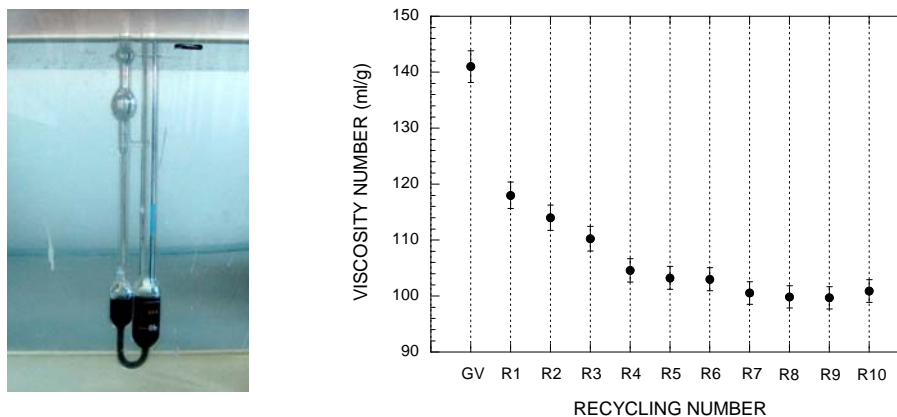 150
140
130
120
110
100
90
VISCOSITY NUMBER (ml/g)
GV R1 R2 R3 R4 R5 R6 R7 R8 R9 R10
RECYCLING NUMBER